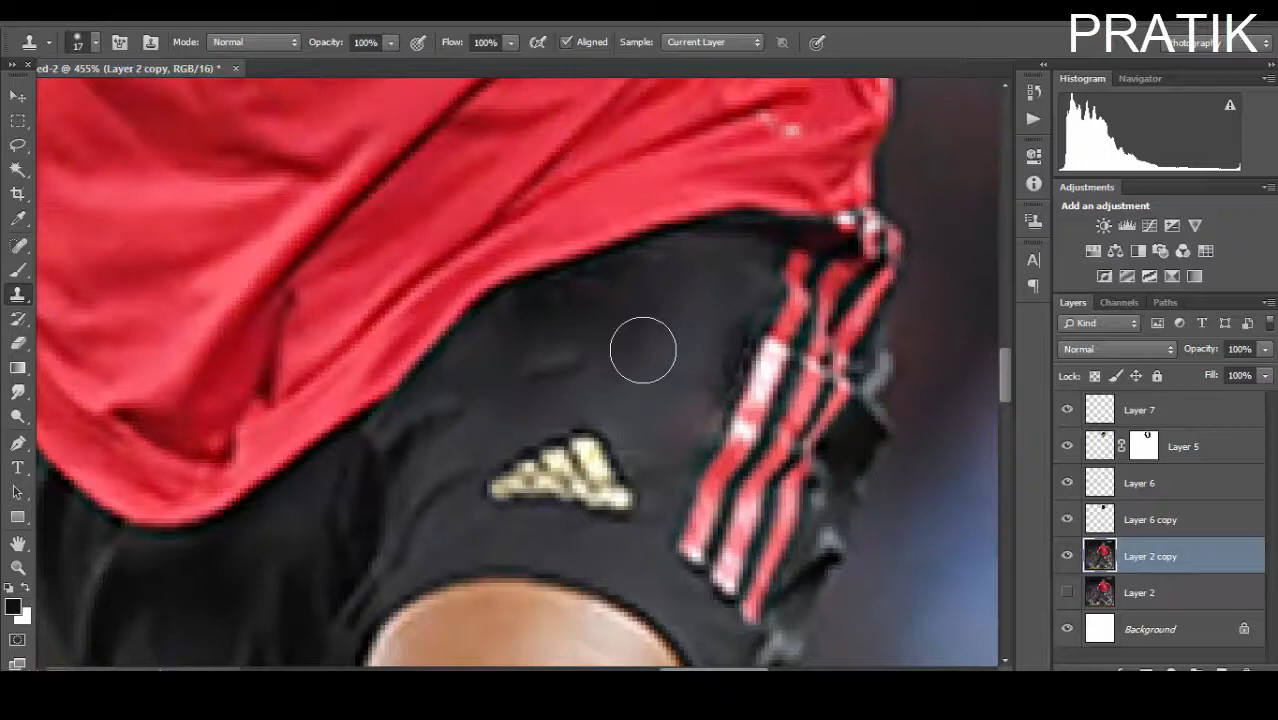 PRATIK
17
Mode:
Normal
Opacity:
100%
Flow:
100%
Aligned
Sample:
Current Layer
ed-2 @ 455% (Layer 2 copy, RGB/16) *
Histogram
Navigator
Adjustments
Add an adjustment
Layers
Channels
Paths
Kind
Normal
Opacity:
100%
Lock:
Fill:
100%
Layer 7
Layer 5
Layer 6
Layer 6 copy
Layer 2 copy
Layer 2
Background